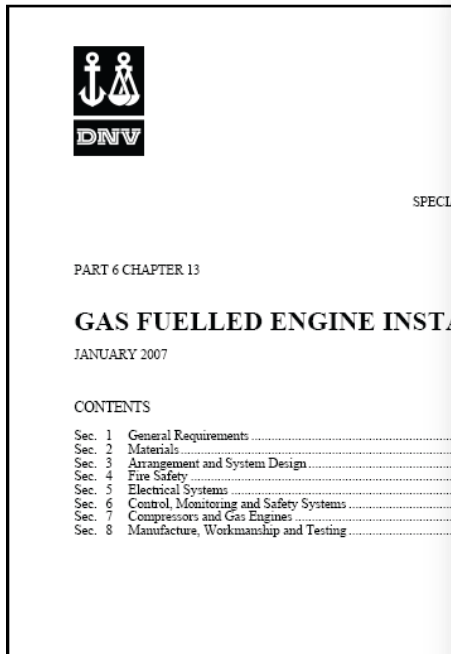 DNV
SPECI
PART 6 CHAPTER 13
GAS FUELLED ENGINE INSTA
JANUARY 2007
CONTENTS
Sec. 1 General Requirements
Sec. 2 Materials
Sec. 3 Arrangement and System Design
Sec. 4 Fire Safety
Sec. 5 Electrical Systems
Sec. 6 Control, Monitoring and Safety Systems
Sec. 7 Compressors and Gas Engines
Sec. 8 Manufacture, Workmanship and Testing